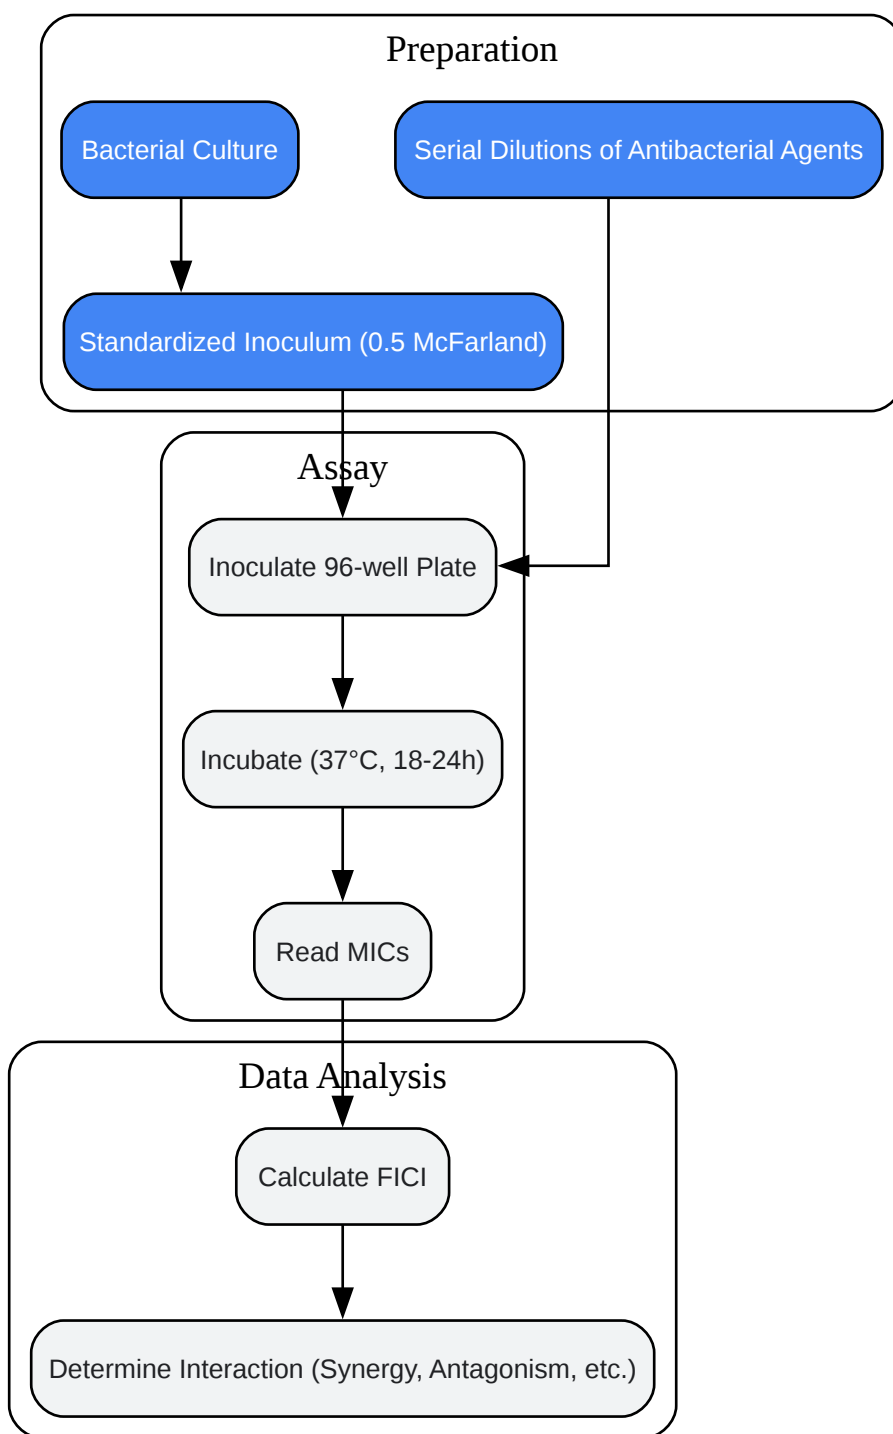 Preparation
Bacterial Culture
Serial Dilutions of Antibacterial Agents
Standardized Inoculum (0.5 McFarland)
Assay
Inoculate 96-well Plate
Incubate (37°C, 18-24h)
Read MICs
Data Analysis
Calculate FICI
Determine Interaction (Synergy, Antagonism, etc.)